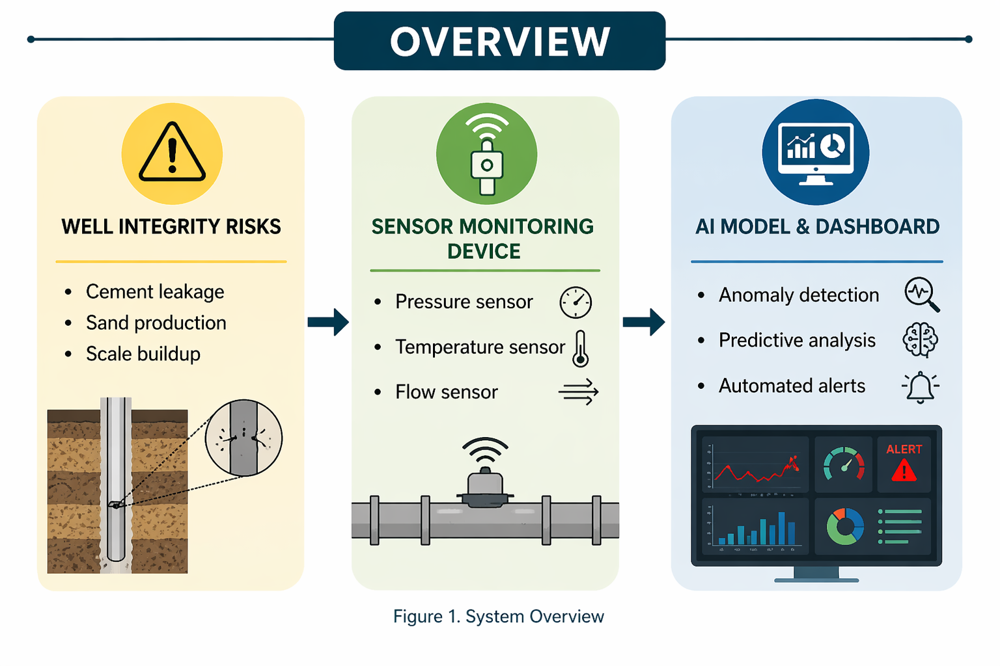 OVERVIEW
WELL INTEGRITY RISKS
• Cement leakage
• Sand production
• Scale buildup
SENSOR MONITORING
DEVICE
• Pressure sensor
• Temperature sensor
• Flow sensor
AI MODEL & DASHBOARD
• Anomaly detection
• Predictive analysis
• Automated alerts
ALERT
Figure 1. System Overview